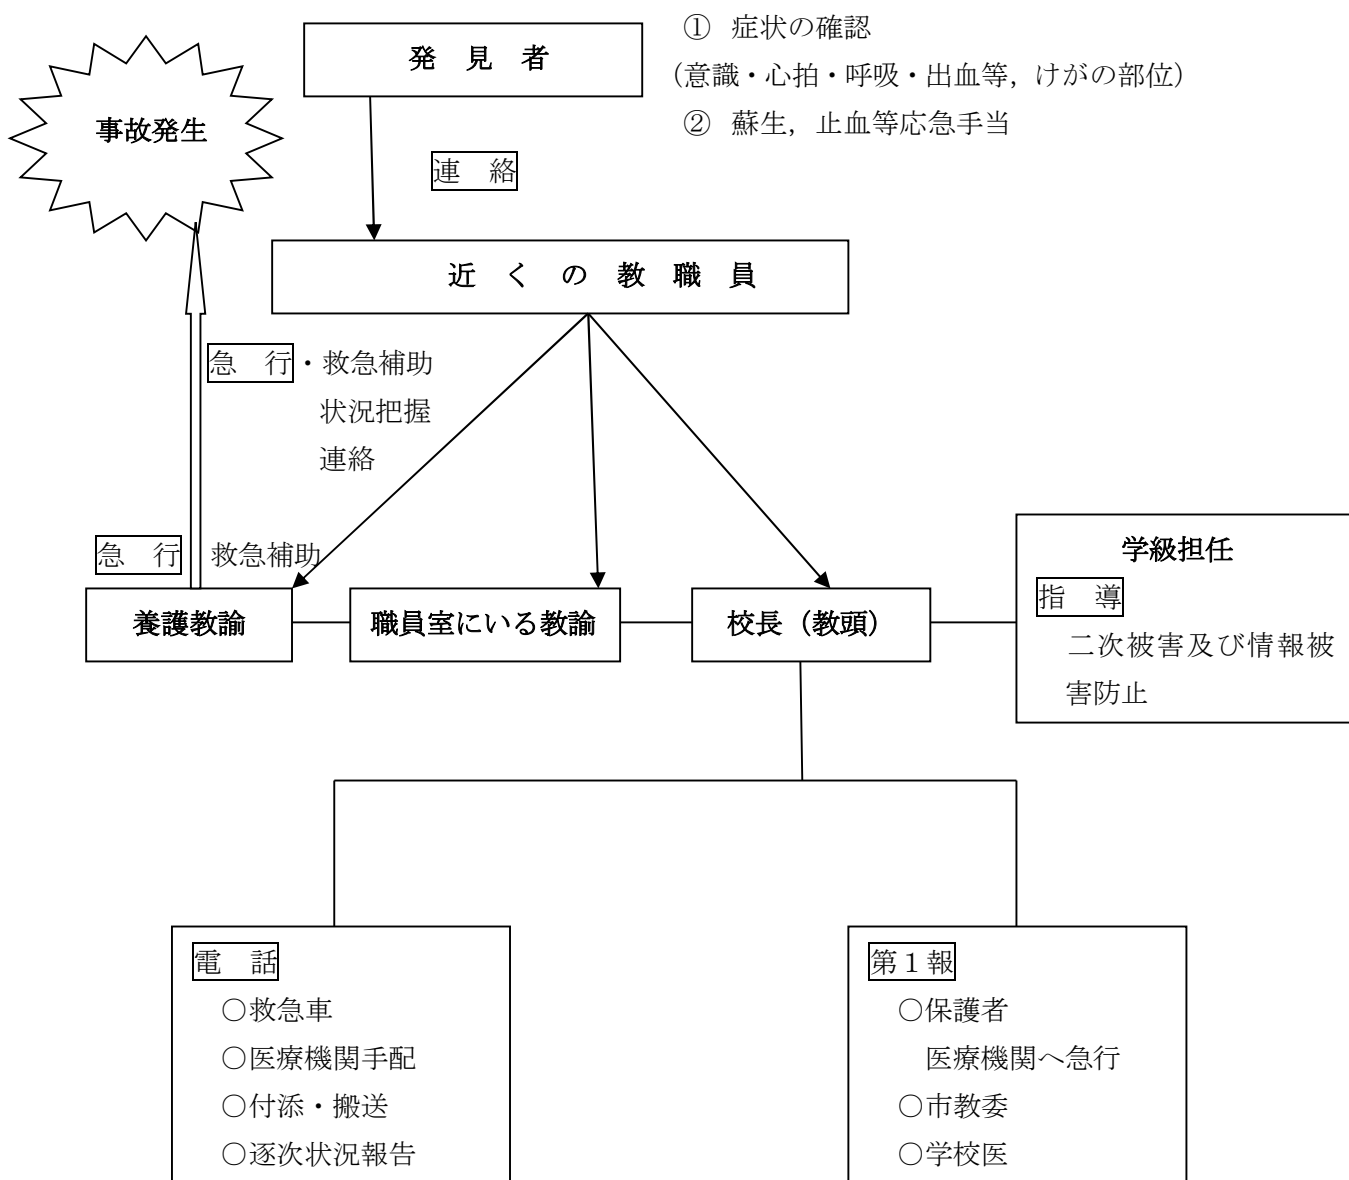 発　見　者
① 症状の確認
（意識・心拍・呼吸・出血等，けがの部位）
② 蘇生，止血等応急手当
事故発生
連　絡
近　く　の　教　職　員
急　行・救急補助
状況把握
連絡
急　行　救急補助
養護教諭
職員室にいる教諭
校長（教頭）
学級担任
指　導
二次被害及び情報被
害防止
電　話
○救急車
○医療機関手配
○付添・搬送
○逐次状況報告
第１報
○保護者
医療機関へ急行
○市教委
○学校医